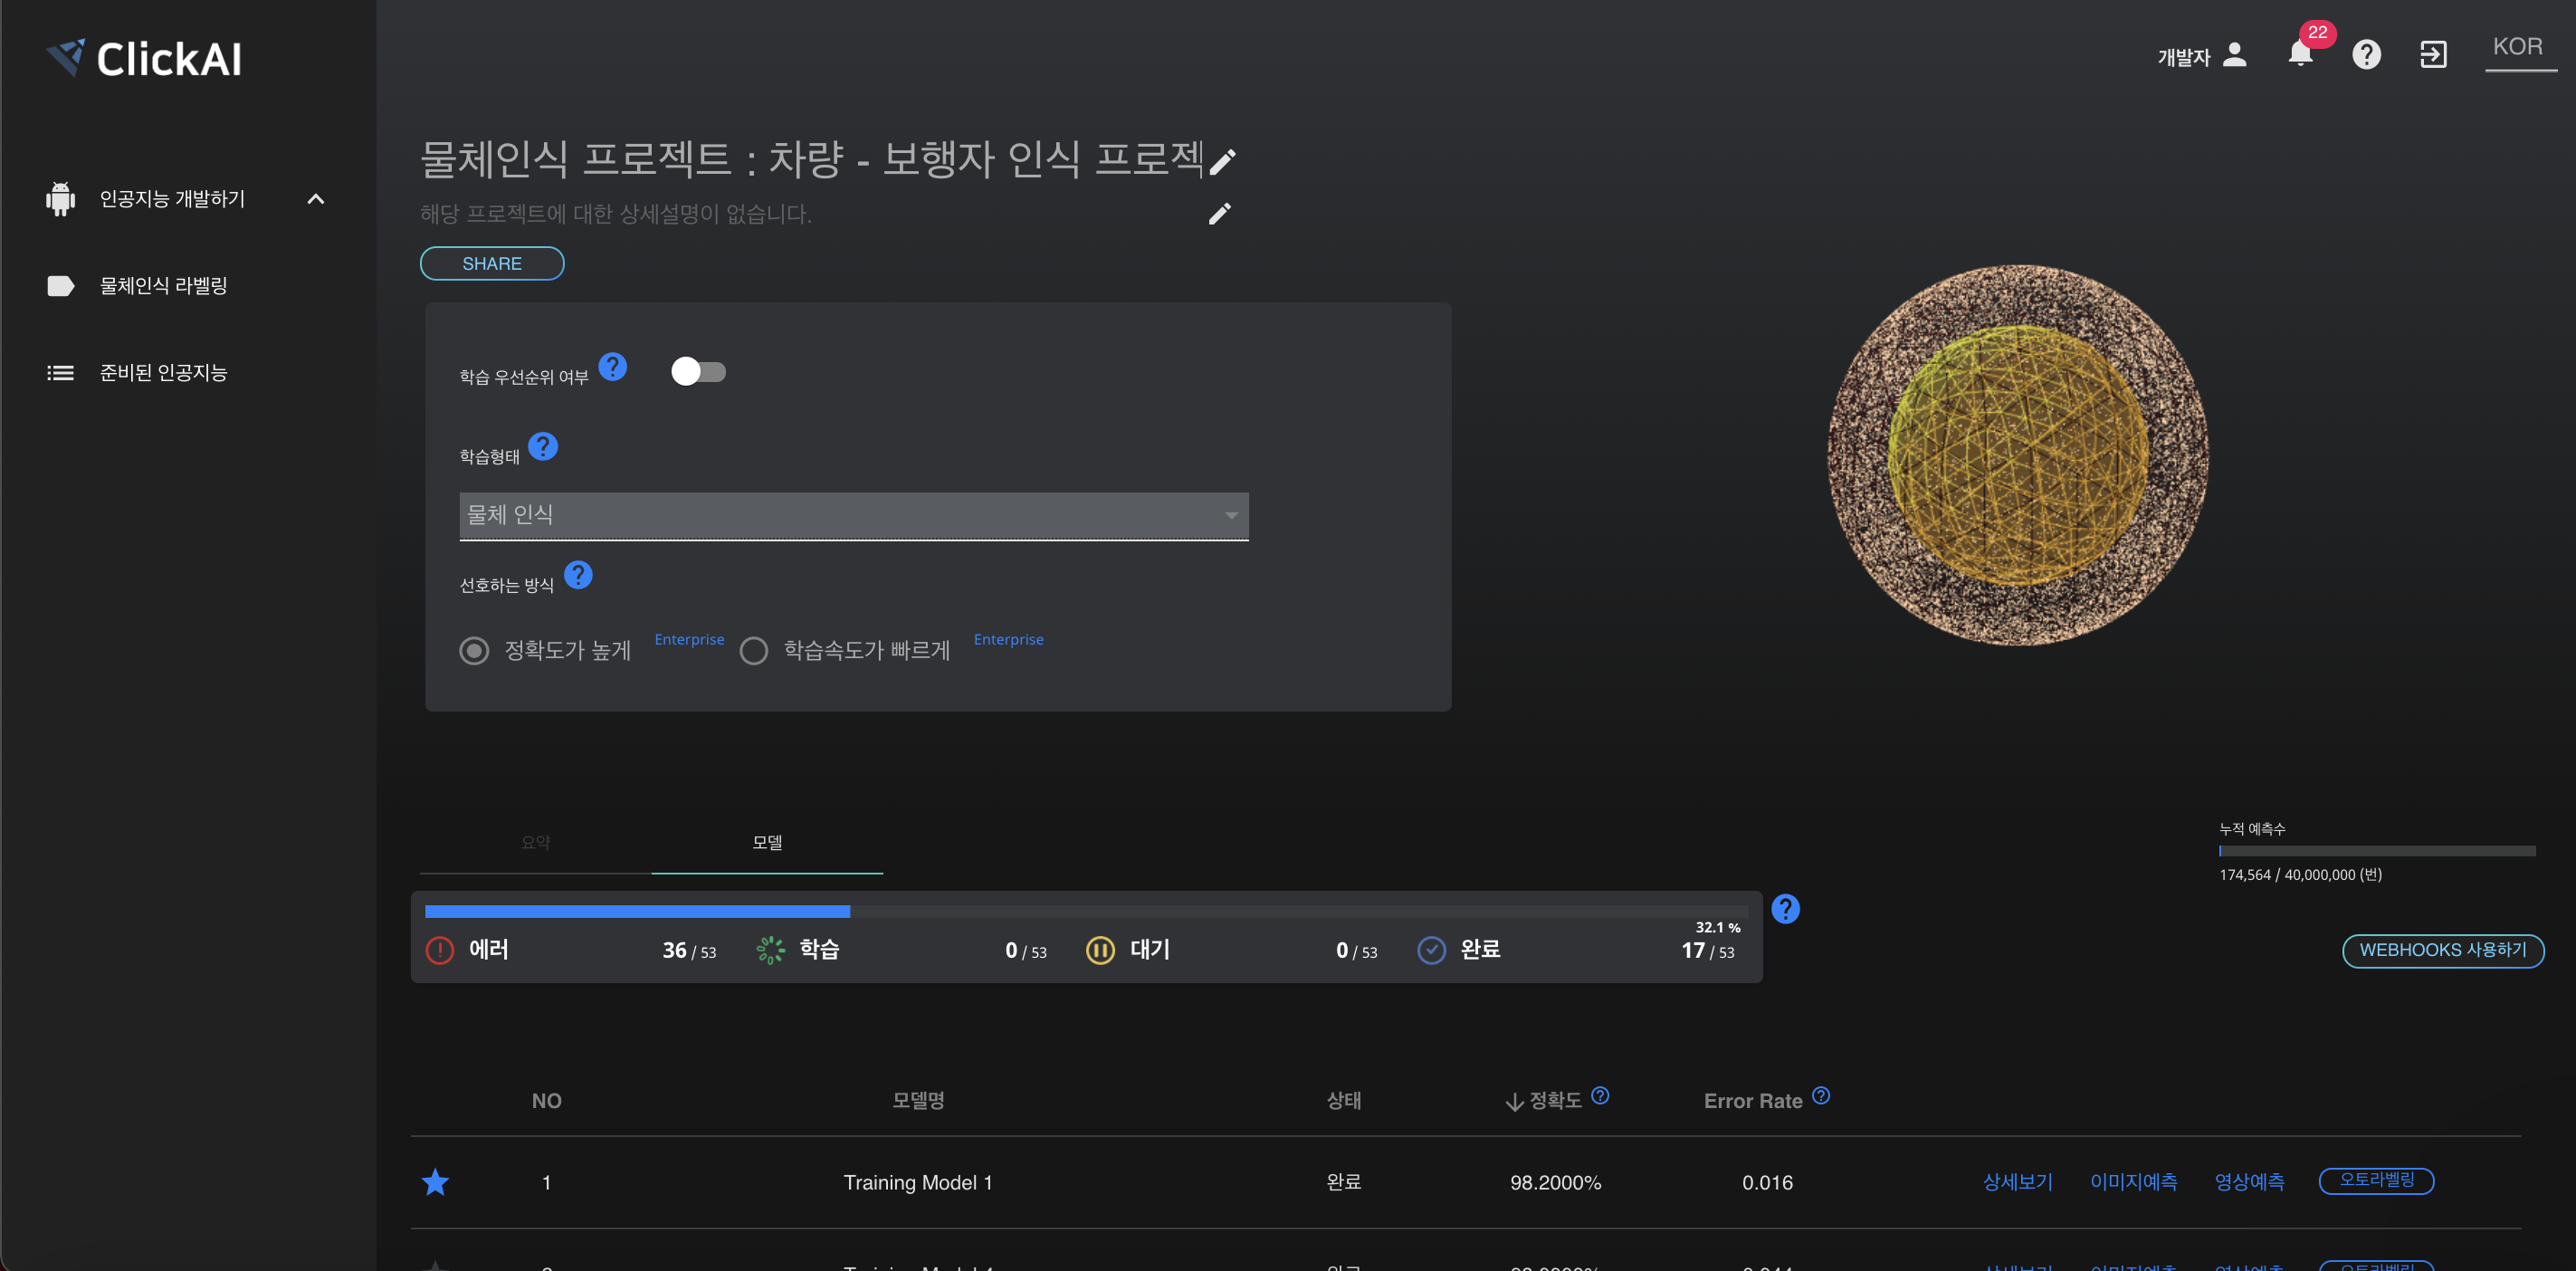 ClickAI
개발자
22
KOR
인공지능 개발하기
물체인식 라벨링
준비된 인공지능
물체인식 프로젝트 : 차량 - 보행자 인식 프로젝
해당 프로젝트에 대한 상세설명이 없습니다.
SHARE
학습 우선순위 여부 ?
학습형태 ?
물체 인식
선호하는 방식 ?
정확도가 높게 Enterprise 학습속도가 빠르게 Enterprise
요약 모델
누적 예측수
174,564 / 40,000,000 (번)
32.1 %
에러 36 / 53 학습 0 / 53 대기 0 / 53 완료 17 / 53
WEBHOOKS 사용하기
NO 모델명 상태 정확도 ? Error Rate ?
1 Training Model 1 완료 98.2000% 0.016 상세보기 이미지예측 영상예측 오토라벨링